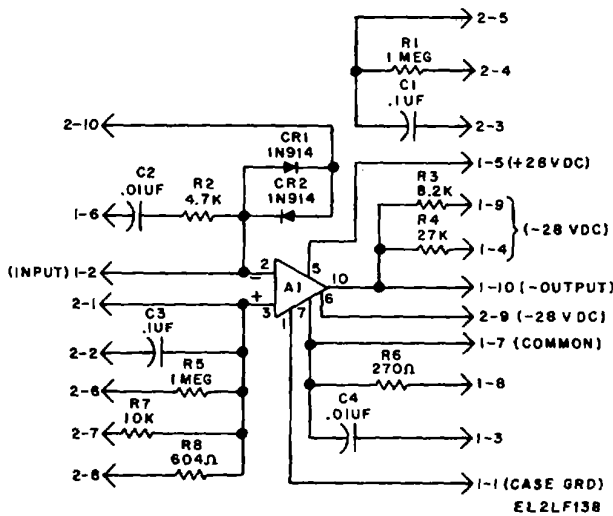 2-5
R1
1 MEG
2-4
C1
.1UF
2-3
2-10
CR1
1N914
1-5 (+28 VDC)
C2
.01UF
R2
4.7K
CR2
1N914
R3
8.2K
1-9
1-6
R4
27K
(-28 VDC)
1-4
(INPUT) 1-2
2
-
5
A1
10
1-10 (~OUTPUT)
2-1
+
3
1
7
6
2-9 (-28 VDC)
C3
.1UF
1-7 (COMMON)
2-2
R5
1 MEG
R6
270Ω
1-8
2-6
R7
10K
C4
.01UF
2-7
1-3
R8
604Ω
2-8
1-1 (CASE GRD)
EL2LF138